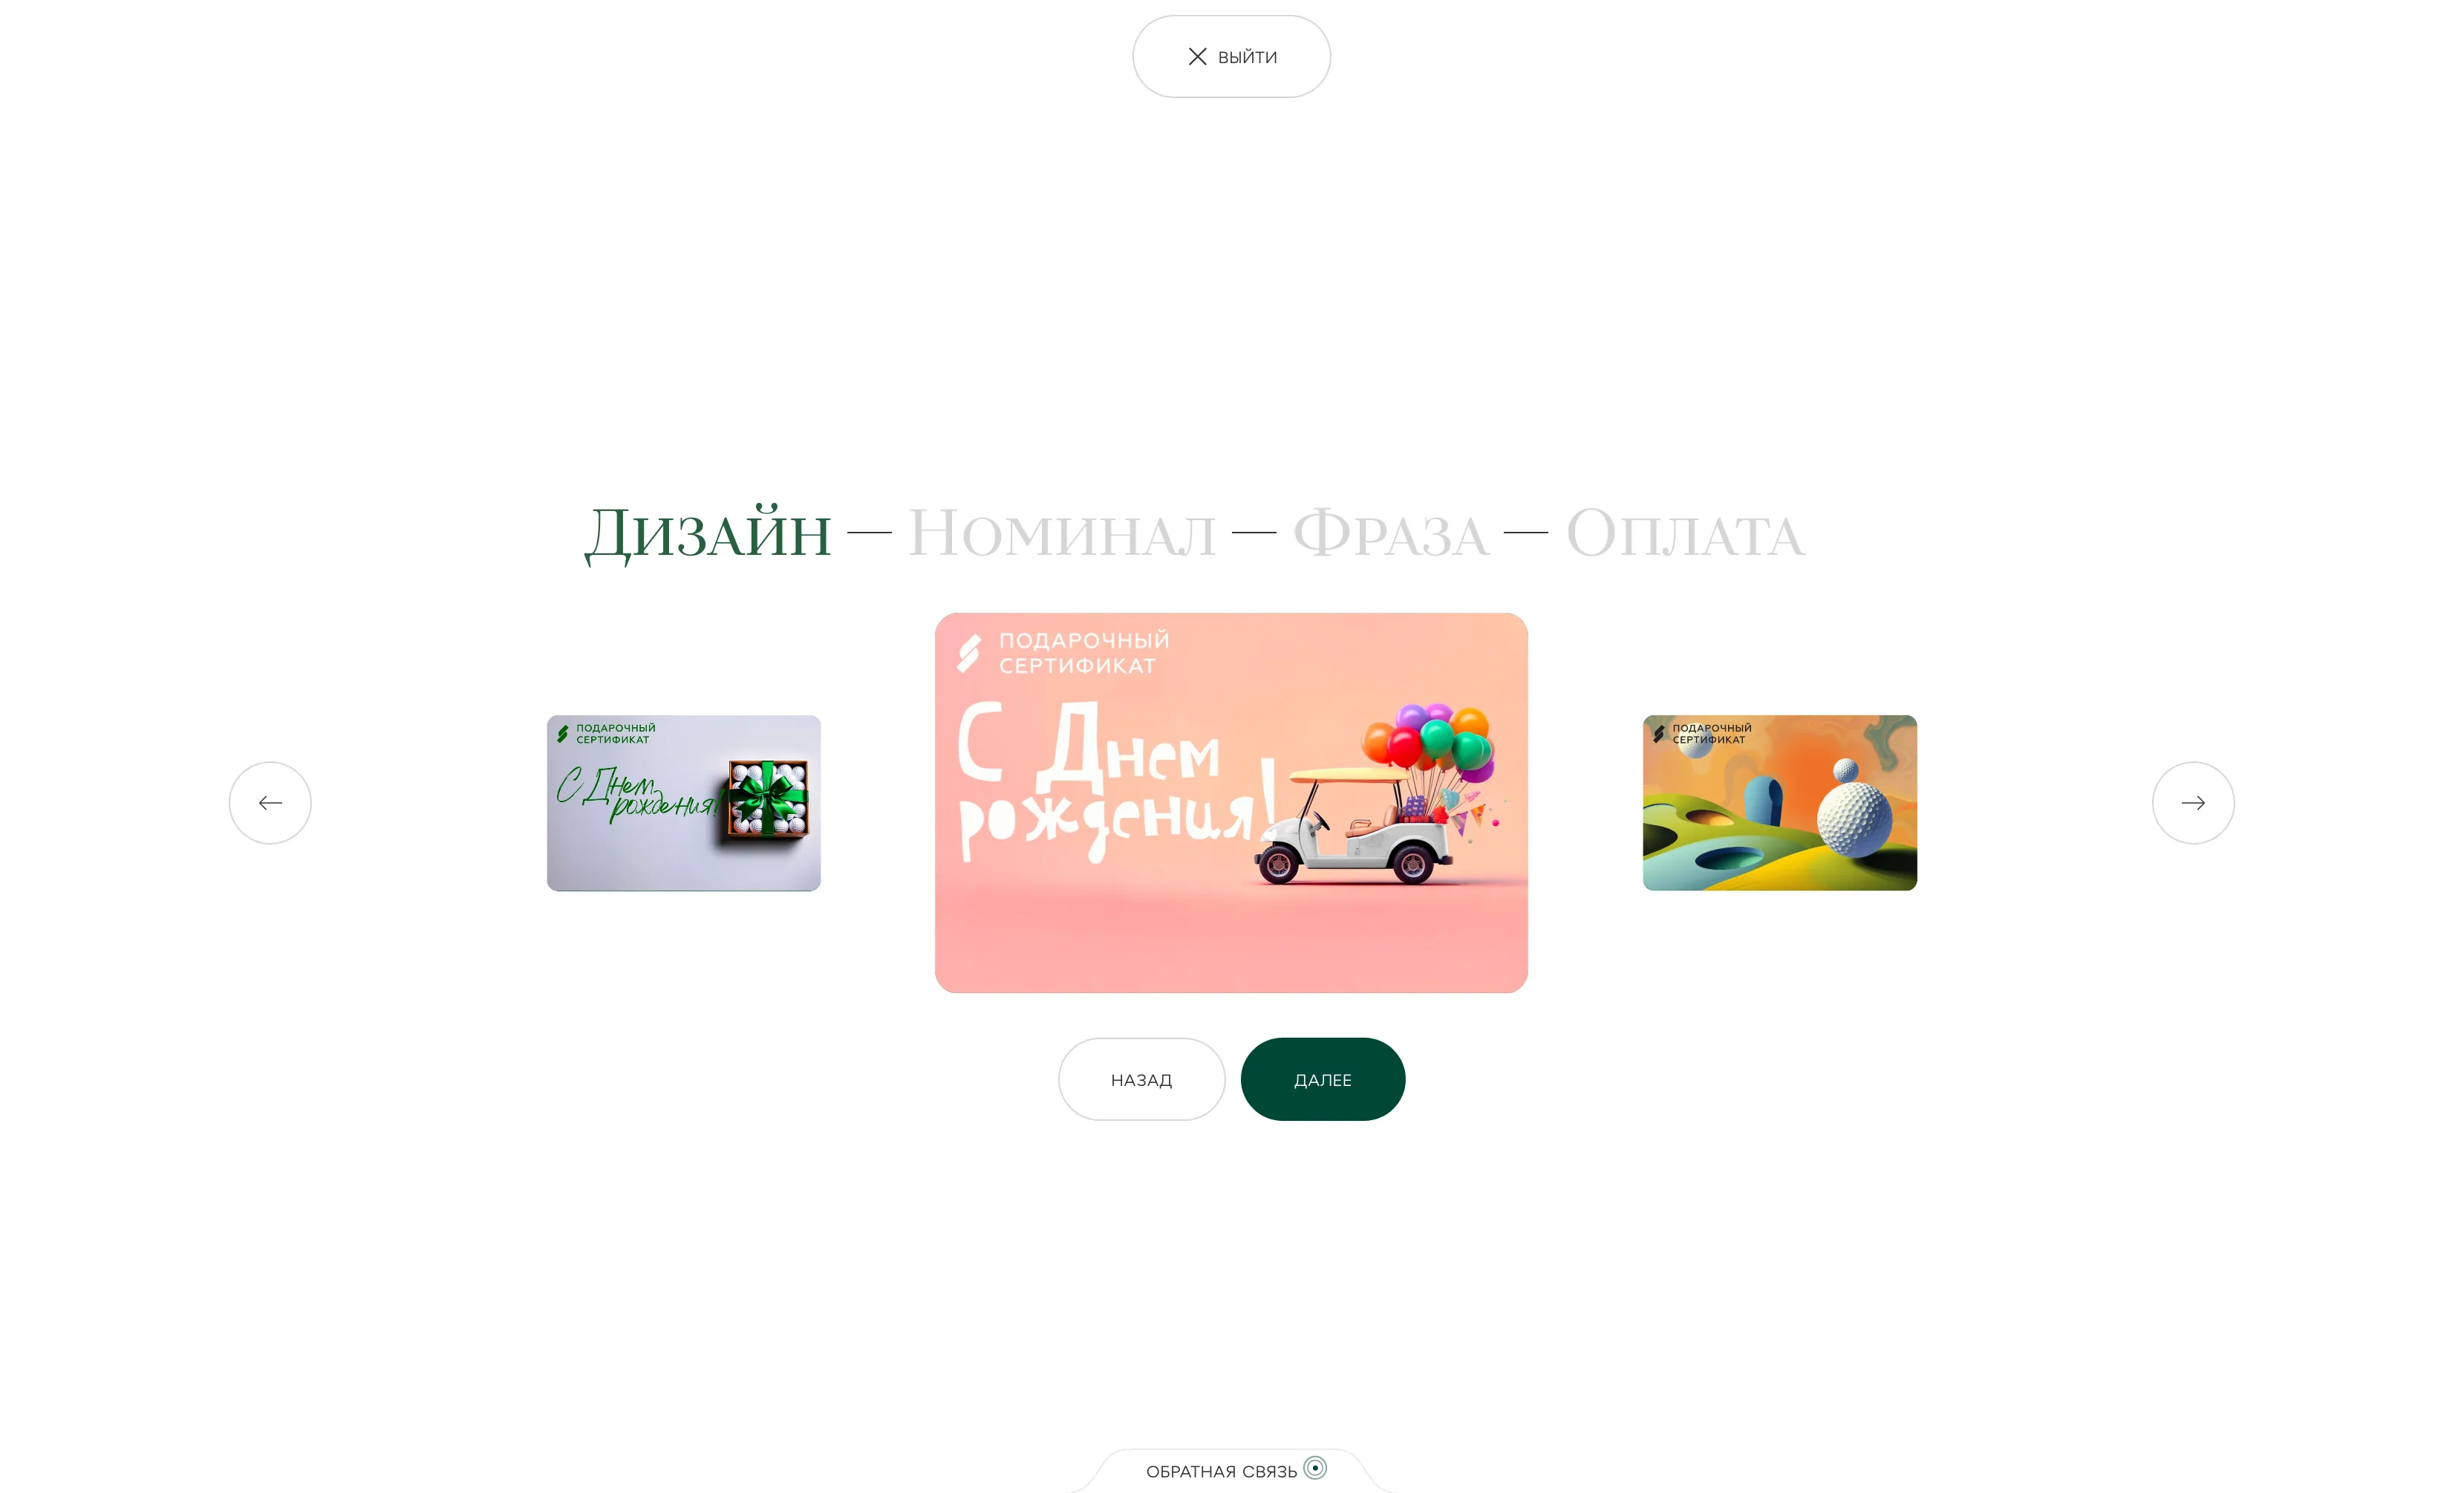 ВЫЙТИ
Дизайн — Номинал — Фраза — Оплата
ПОДАРОЧНЫЙ
СЕРТИФИКАТ
С Днем
рождения!
ПОДАРОЧНЫЙ
СЕРТИФИКАТ
С Днем
рождения!
ПОДАРОЧНЫЙ
СЕРТИФИКАТ
НАЗАД
ДАЛЕЕ
ОБРАТНАЯ СВЯЗЬ